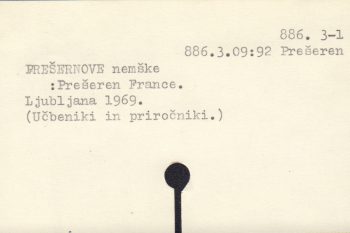 886. 3-1
886.3.09:92 Prešeren
PREŠERNOVE nemške
:Prešeren France.
Ljubljana 1969.
(Učbeniki in priročniki.)